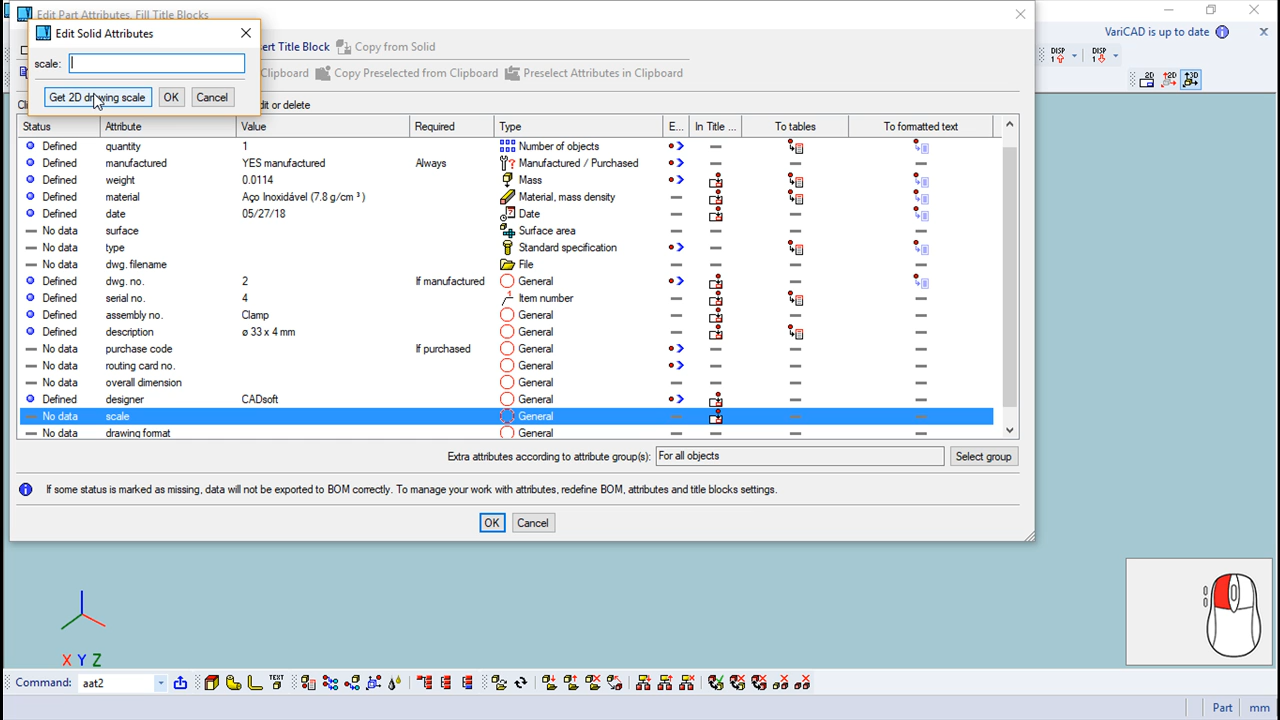 Edit Part Attributes, Fill Title Blocks
VariCAD is up to date
Edit Solid Attributes
ert Title Block Copy from Solid
scale:
Clipboard Copy Preselected from Clipboard Preselect Attributes in Clipboard
Get 2D drawing scale OK Cancel
dit or delete
Status Attribute Value Required Type E... In Title ... To tables To formatted text
Defined quantity 1 Number of objects
Defined manufactured YES manufactured Always Manufactured / Purchased
Defined weight 0.0114 Mass
Defined material Aço Inoxidável (7.8 g/cm ³ ) Material, mass density
Defined date 05/27/18 Date
No data surface Surface area
No data type Standard specification
No data dwg. filename File
Defined dwg. no. 2 If manufactured General
Defined serial no. 4 Item number
Defined assembly no. Clamp General
Defined description ø 33 x 4 mm General
No data purchase code If purchased General
No data routing card no. General
No data overall dimension General
Defined designer CADsoft General
No data scale General
No data drawing format General
Extra attributes according to attribute group(s): For all objects Select group
If some status is marked as missing, data will not be exported to BOM correctly. To manage your work with attributes, redefine BOM, attributes and title blocks settings.
OK Cancel
X Y Z
Command: aat2 TEXT
Part mm
DISP DISP
2D 2D 3D